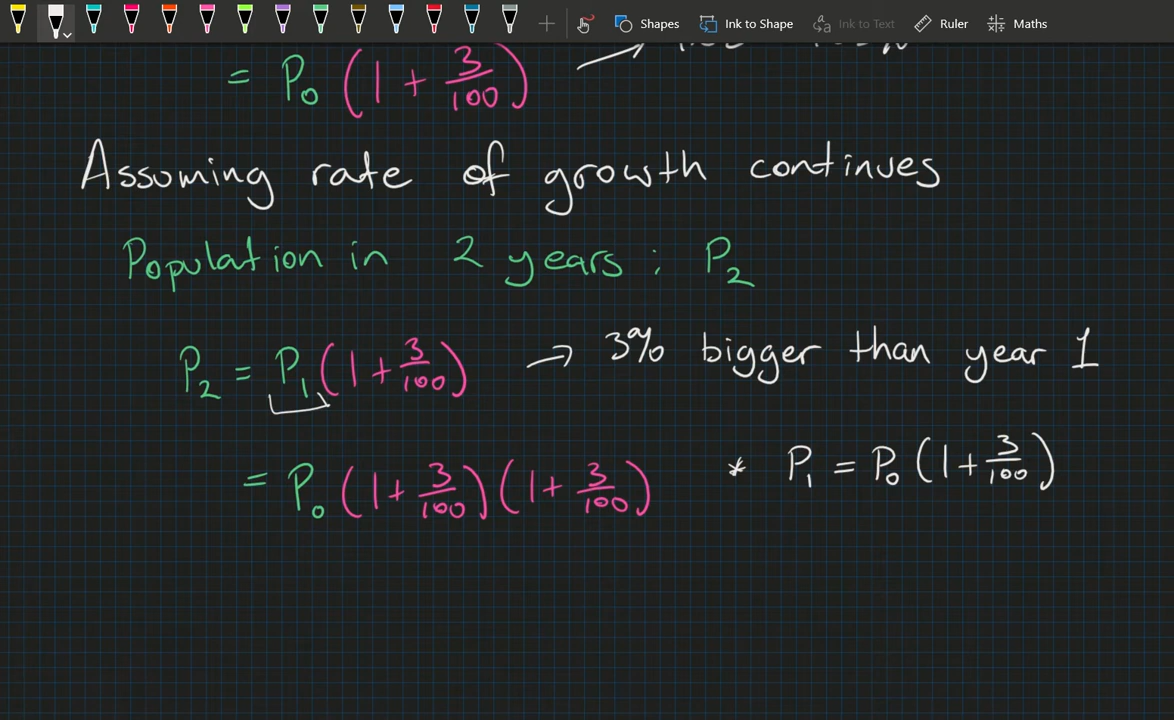 Shapes Ink to Shape Ink to Text Ruler Maths
= P₀ (1 + 3/100)
Assuming rate of growth continues
Population in 2 years : P₂
P₂ = P₁ (1 + 3/100) → 3% bigger than year 1
= P₀ (1 + 3/100)(1 + 3/100) * P₁ = P₀ (1 + 3/100)